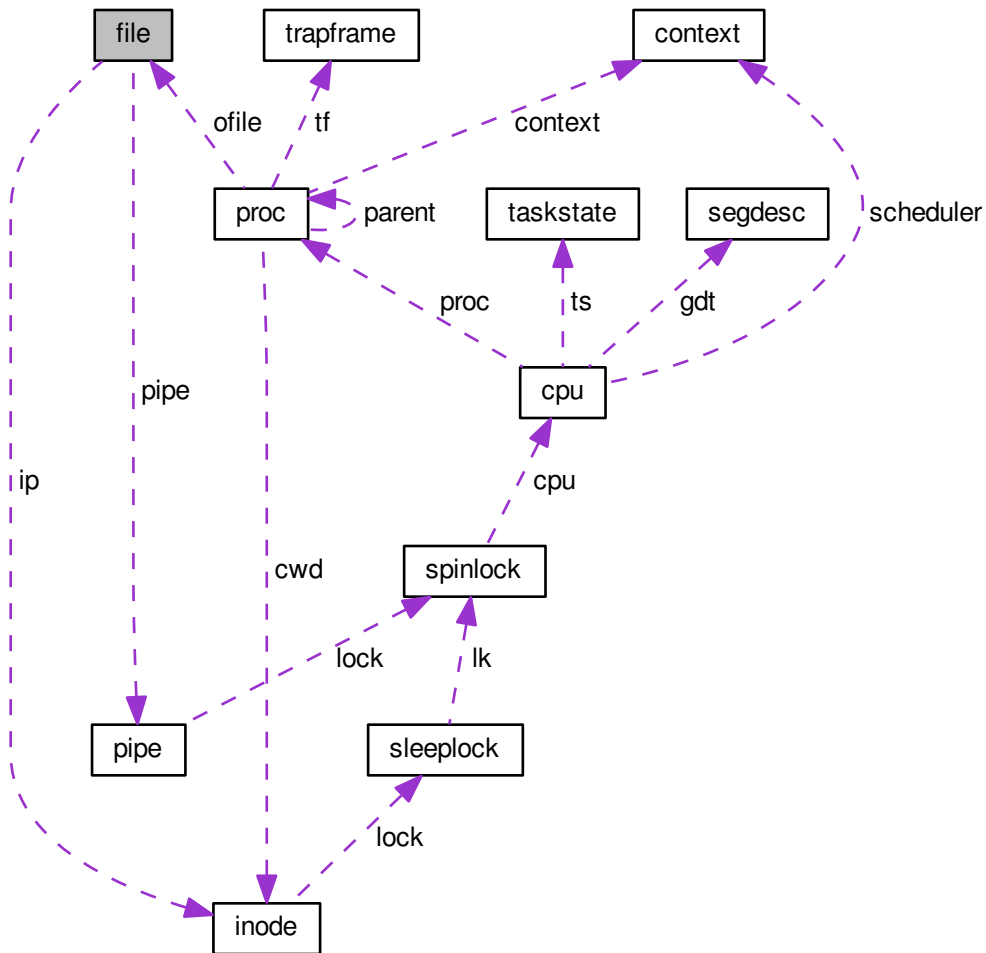 file
trapframe
context
ofile
tf
context
proc
parent
taskstate
segdesc
scheduler
proc
ts
gdt
cpu
pipe
ip
cpu
cwd
spinlock
lock
lk
pipe
sleeplock
lock
inode